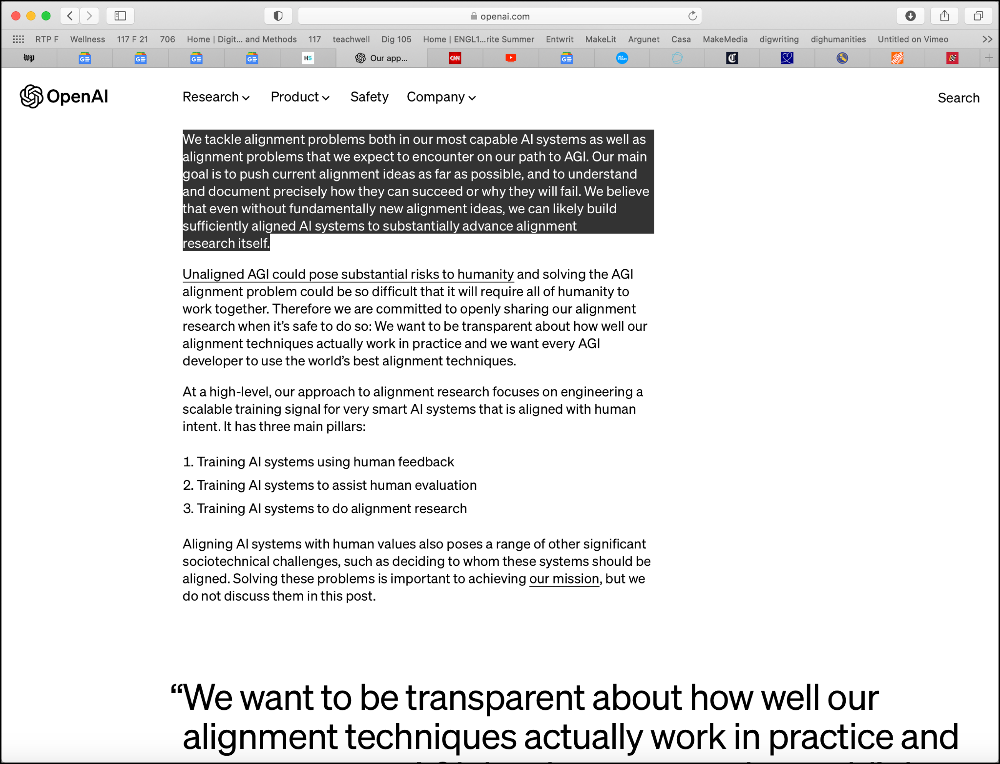 openai.com
RTP F Wellness 117 F 21 706 Home | Digit... and Methods 117 teachwell Dig 105 Home | ENGL1...rite Summer Entwrit MakeLit Argunet Casa MakeMedia digwriting dighumanities Untitled on Vimeo >>
wp GE GE GE GE HS Our app... CNN GE USA TODAY C THE HOME DEPOT
OpenAI Research Product Safety Company Search
We tackle alignment problems both in our most capable AI systems as well as
alignment problems that we expect to encounter on our path to AGI. Our main
goal is to push current alignment ideas as far as possible, and to understand
and document precisely how they can succeed or why they will fail. We believe
that even without fundamentally new alignment ideas, we can likely build
sufficiently aligned AI systems to substantially advance alignment
research itself.
Unaligned AGI could pose substantial risks to humanity and solving the AGI
alignment problem could be so difficult that it will require all of humanity to
work together. Therefore we are committed to openly sharing our alignment
research when it’s safe to do so: We want to be transparent about how well our
alignment techniques actually work in practice and we want every AGI
developer to use the world’s best alignment techniques.
At a high-level, our approach to alignment research focuses on engineering a
scalable training signal for very smart AI systems that is aligned with human
intent. It has three main pillars:
1. Training AI systems using human feedback
2. Training AI systems to assist human evaluation
3. Training AI systems to do alignment research
Aligning AI systems with human values also poses a range of other significant
sociotechnical challenges, such as deciding to whom these systems should be
aligned. Solving these problems is important to achieving our mission, but we
do not discuss them in this post.
“We want to be transparent about how well our
alignment techniques actually work in practice and